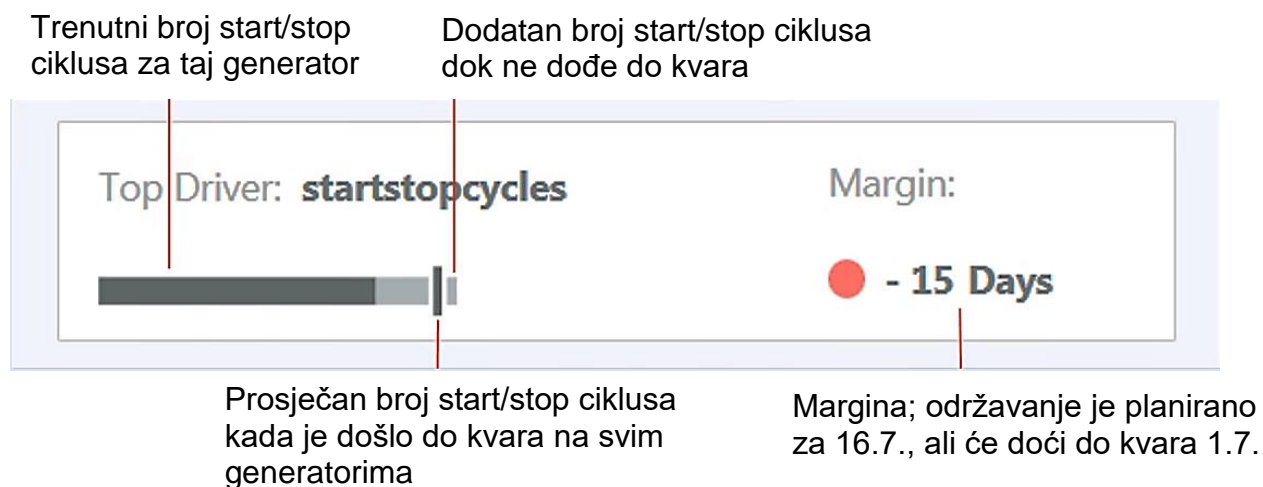 Trenutni broj start/stop
ciklusa za taj generator
Dodatan broj start/stop ciklusa
dok ne dođe do kvara
Top Driver: startstopcycles
Margin:
- 15 Days
Prosječan broj start/stop ciklusa
kada je došlo do kvara na svim
generatorima
Margina; održavanje je planirano
za 16.7., ali će doći do kvara 1.7.